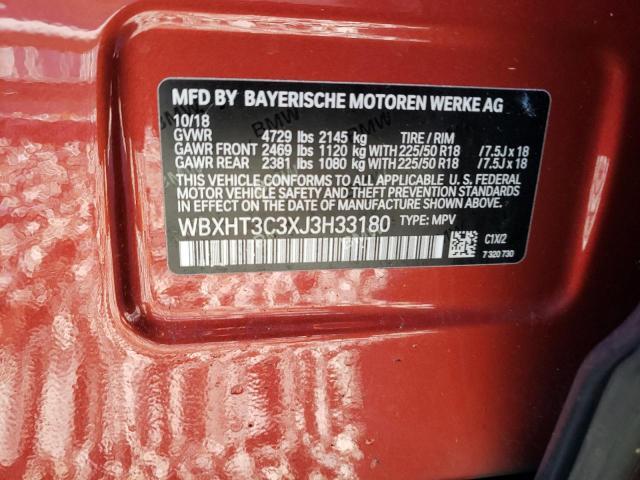 MFD BY BAYERISCHE MOTOREN WERKE AG
10/18
GVWR 4729 lbs 2145 kg TIRE / RIM
GAWR FRONT 2469 lbs 1120 kg WITH 225/50 R18 /7.5J x 18
GAWR REAR 2381 lbs 1080 kg WITH 225/50 R18 /7.5J x 18
THIS VEHICLE CONFORMS TO ALL APPLICABLE U. S. FEDERAL
MOTOR VEHICLE SAFETY, BUMPER, AND THEFT
PREVENTION STANDARDS IN EFFECT ON THE DATE OF
MANUFACTURE SHOWN ABOVE.
WBXHT3C3XJ3H33180 TYPE: MPV
C1X/2
7 320 730